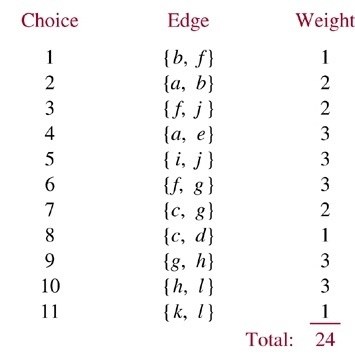 Choice Edge Weight
1 {b, f} 1
2 {a, b} 2
3 {f, j} 2
4 {a, e} 3
5 {i, j} 3
6 {f, g} 3
7 {c, g} 2
8 {c, d} 1
9 {g, h} 3
10 {h, l} 3
11 {k, l} 1
Total: 24